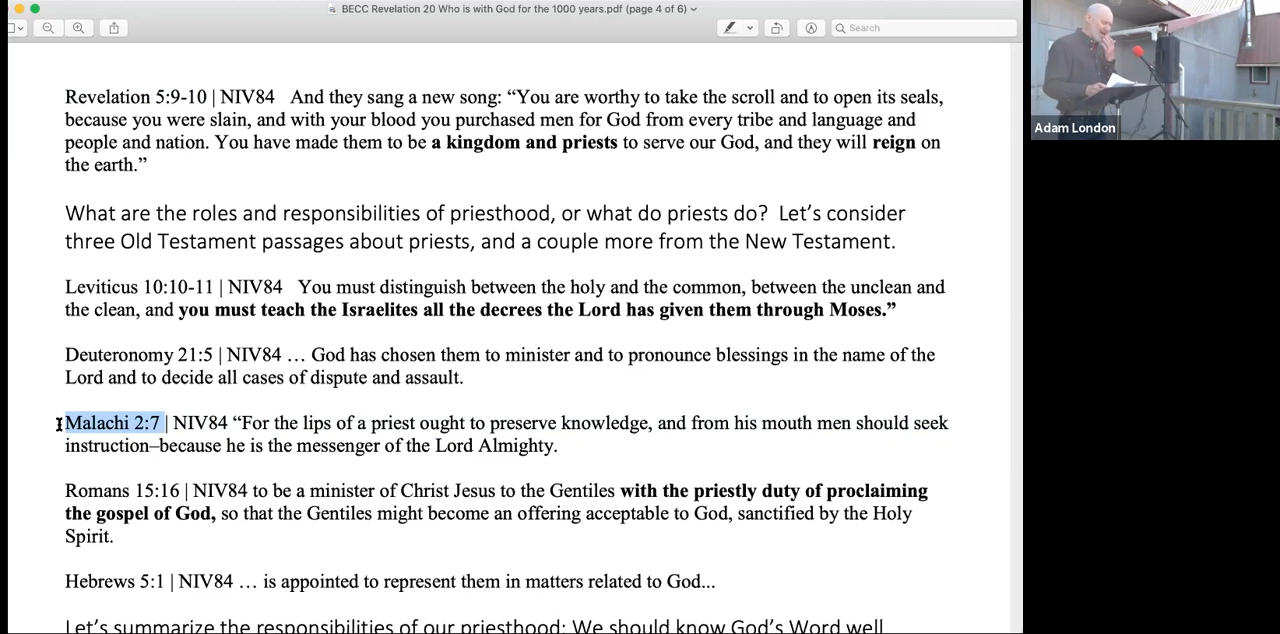 BECC Revelation 20 Who is with God for the 1000 years.pdf (page 4 of 6)
Search
Adam London
Revelation 5:9-10 | NIV84 And they sang a new song: “You are worthy to take the scroll and to open its seals,
because you were slain, and with your blood you purchased men for God from every tribe and language and
people and nation. You have made them to be a kingdom and priests to serve our God, and they will reign on
the earth.”
What are the roles and responsibilities of priesthood, or what do priests do? Let’s consider
three Old Testament passages about priests, and a couple more from the New Testament.
Leviticus 10:10-11 | NIV84 You must distinguish between the holy and the common, between the unclean and
the clean, and you must teach the Israelites all the decrees the Lord has given them through Moses.”
Deuteronomy 21:5 | NIV84 … God has chosen them to minister and to pronounce blessings in the name of the
Lord and to decide all cases of dispute and assault.
Malachi 2:7 | NIV84 “For the lips of a priest ought to preserve knowledge, and from his mouth men should seek
instruction–because he is the messenger of the Lord Almighty.
Romans 15:16 | NIV84 to be a minister of Christ Jesus to the Gentiles with the priestly duty of proclaiming
the gospel of God, so that the Gentiles might become an offering acceptable to God, sanctified by the Holy
Spirit.
Hebrews 5:1 | NIV84 … is appointed to represent them in matters related to God...
Let’s summarize the responsibilities of our priesthood: We should know God’s Word well